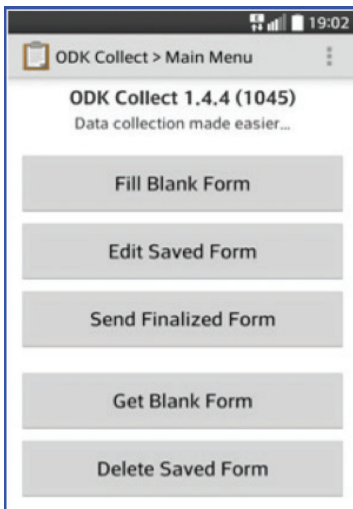 19:02
ODK Collect > Main Menu
ODK Collect 1.4.4 (1045)
Data collection made easier...
Fill Blank Form
Edit Saved Form
Send Finalized Form
Get Blank Form
Delete Saved Form